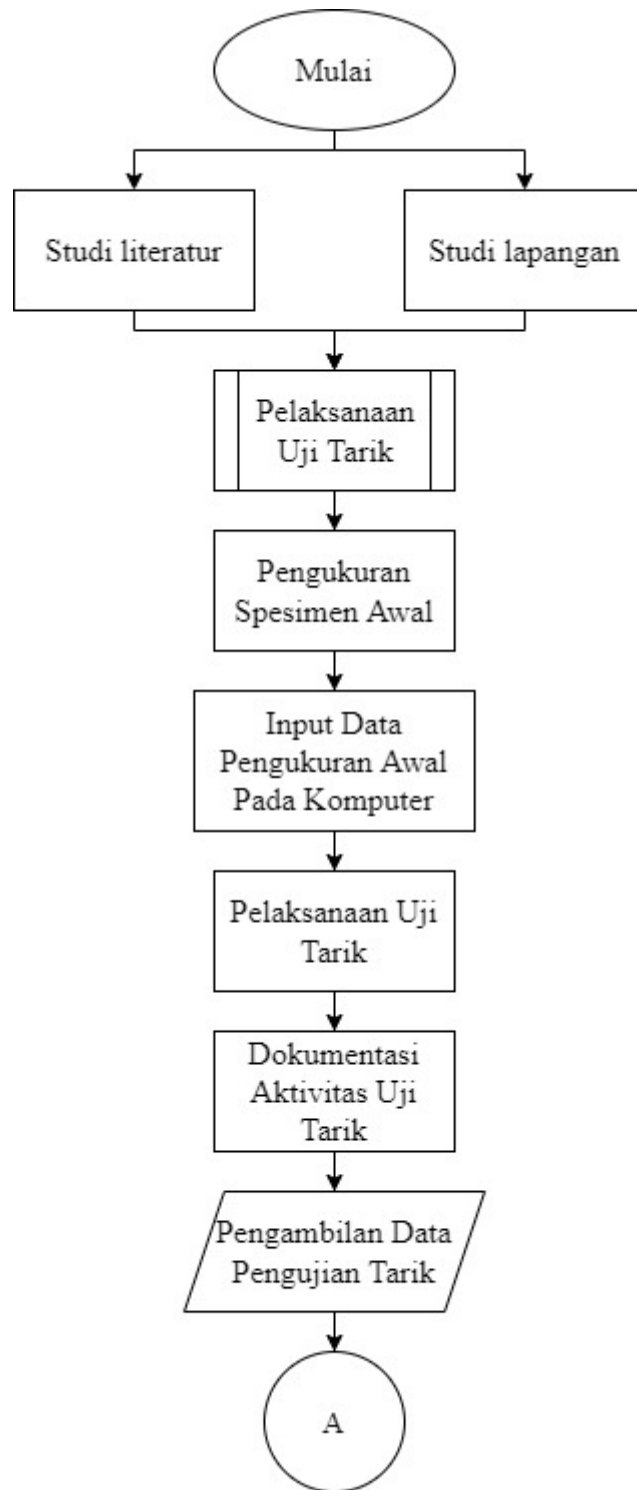 Mulai
Studi literatur
Studi lapangan
Pelaksanaan
Uji Tarik
Pengukuran
Spesimen Awal
Input Data
Pengukuran Awal
Pada Komputer
Pelaksanaan Uji
Tarik
Dokumentasi
Aktivitas Uji
Tarik
Pengambilan Data
Pengujian Tarik
A